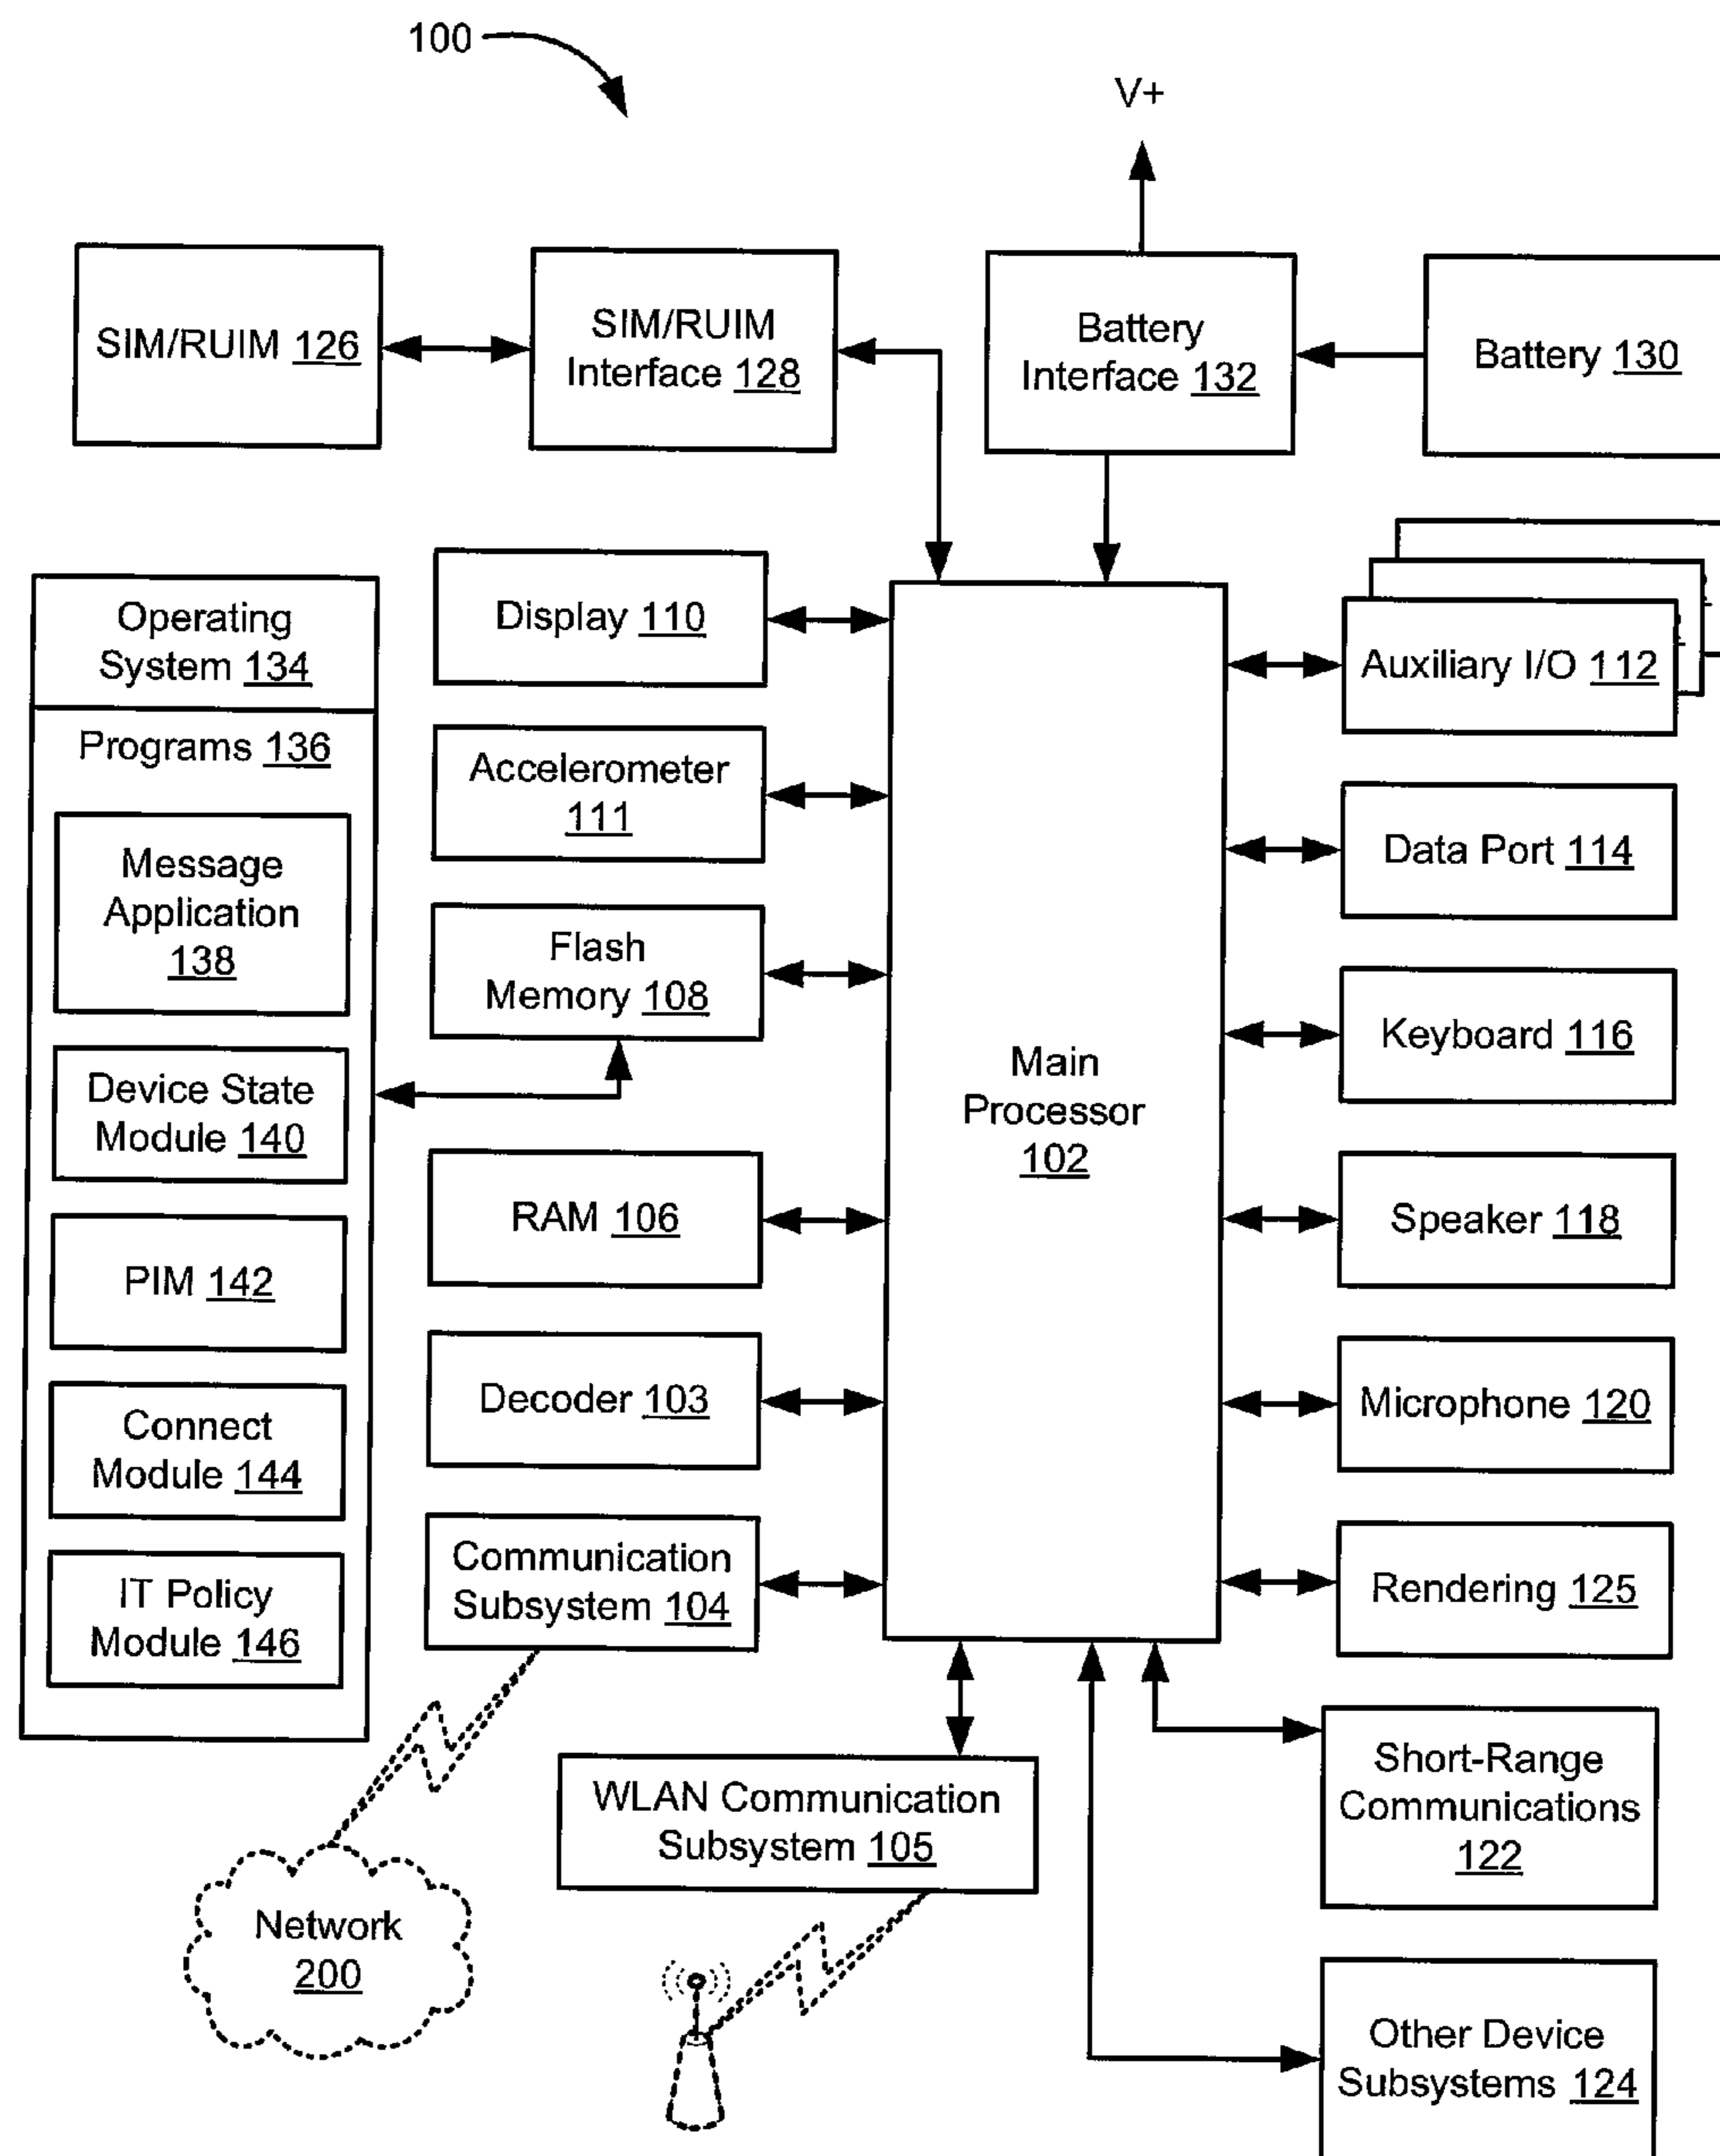 100
V+
SIM/RUIM 126
SIM/RUIM
Interface 128
Battery
Interface 132
Battery 130
Operating
System 134
Programs 136
Message
Application
138
Device State
Module 140
PIM 142
Connect
Module 144
IT Policy
Module 146
Display 110
Accelerometer
111
Flash
Memory 108
RAM 106
Decoder 103
Communication
Subsystem 104
Main
Processor
102
Auxiliary I/O 112
Data Port 114
Keyboard 116
Speaker 118
Microphone 120
Rendering 125
Short-Range
Communications
122
Other Device
Subsystems 124
WLAN Communication
Subsystem 105
Network
200